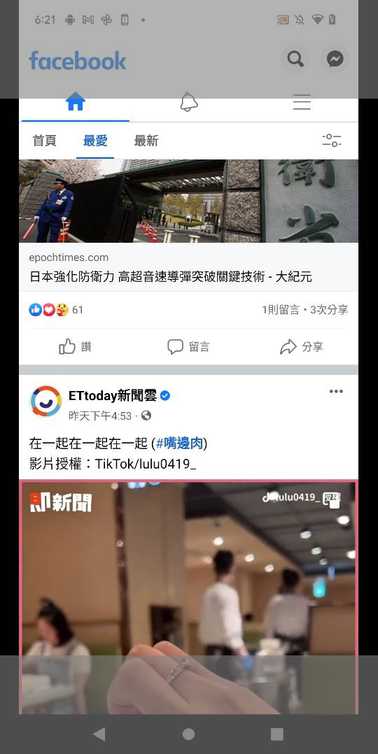 6:21
facebook
首頁 最愛 最新
衛
省
epochtimes.com
日本強化防衛力 高超音速導彈突破關鍵技術 - 大紀元
61 1則留言・3次分享
讚 留言 分享
ETtoday新聞雲
昨天下午4:53 ·
在一起在一起在一起 (#嘴邊肉)
影片授權：TikTok/lulu0419_
即新聞 lulu0419_ 授權